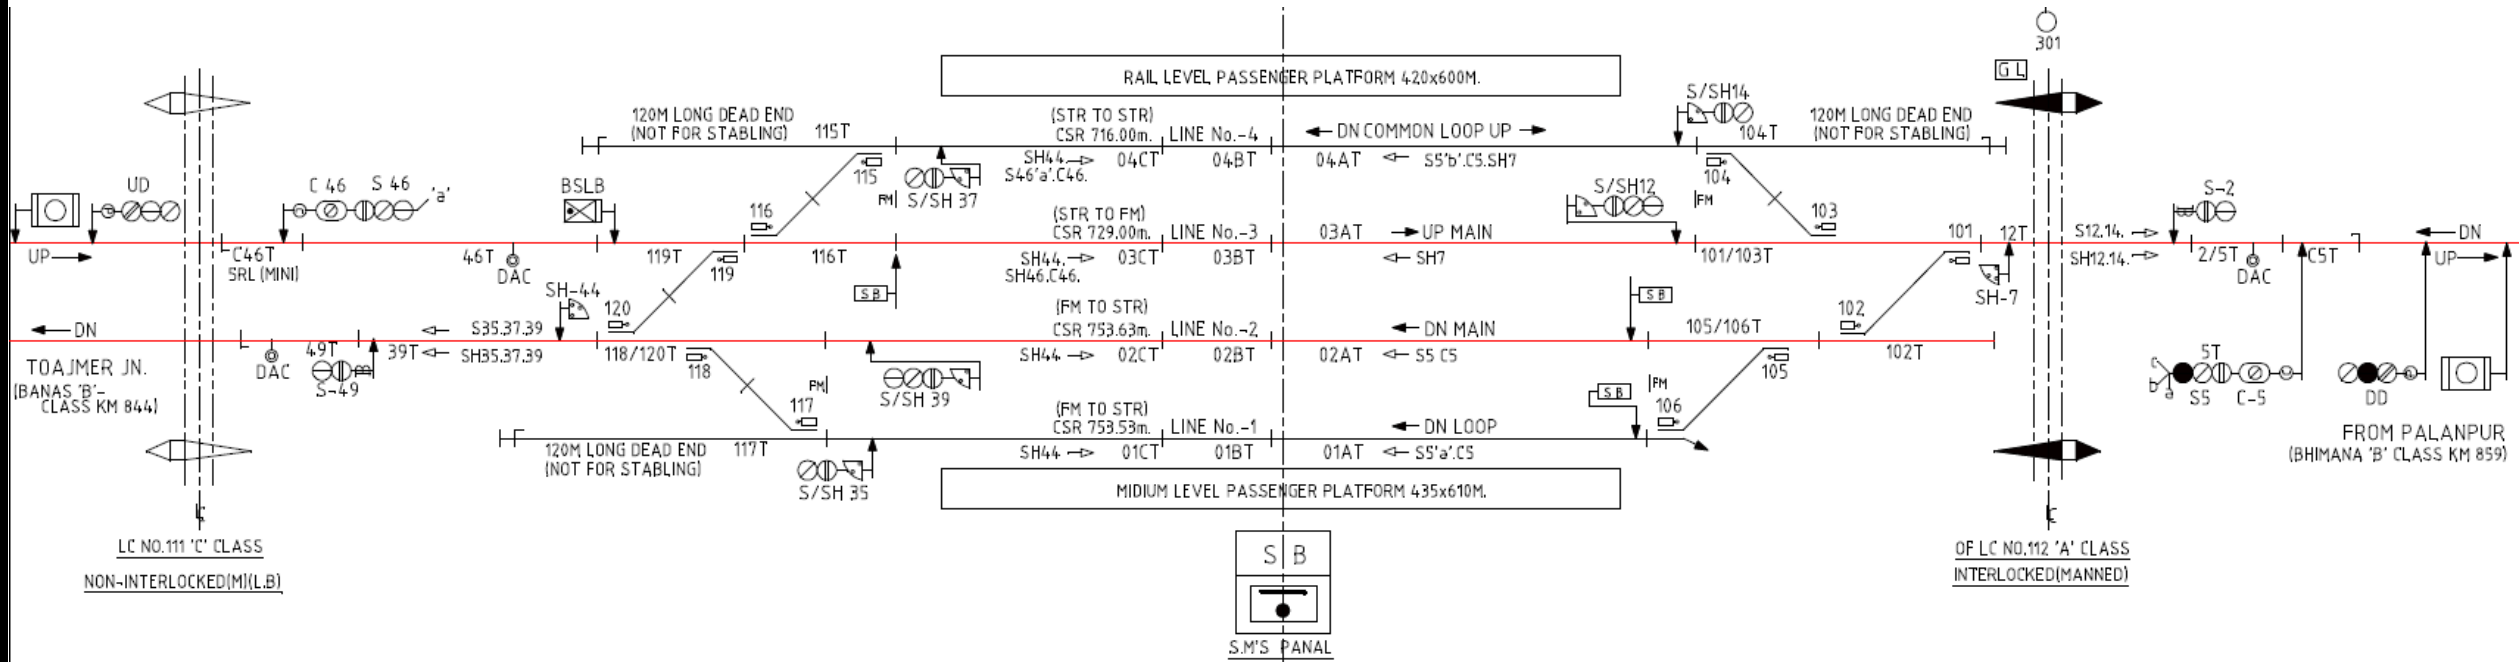 301
GL
RAIL LEVEL PASSENGER PLATFORM 420x600M.
S/SH14
120M LONG DEAD END
(NOT FOR STABLING)
115T
(STR TO STR)
CSR 716.00m.
LINE No.-4
DN COMMON LOOP UP
104T
120M LONG DEAD END
(NOT FOR STABLING)
SH44.
S46'a'.C46.
04CT
04BT
04AT
S5'b'.C5.SH7
115
104
UD
C 46
S 46
'a'
BSLB
S/SH 37
FM
S/SH12
FM
S-2
116
103
(STR TO FM)
CSR 729.00m.
LINE No.-3
03AT
UP MAIN
101
12T
S12.14.
DN
UP
C46T
SRL (MINI)
46T
DAC
119T
119
116T
SH44.
SH46.C46.
03CT
03BT
SH7
101/103T
SH-7
SH12.14.
2/5T
DAC
C5T
UP
SH-44
120
SB
SB
102
(FM TO STR)
CSR 753.63m.
LINE No.-2
DN MAIN
105/106T
DN
S35.37.39
49T
39T
SH35.37.39
118/120T
SH44
02CT
02BT
02AT
S5 C5
102T
TOAJMER JN.
(BANAS 'B'-
CLASS KM 844)
DAC
S-49
118
FM
S/SH 39
SB
FM
105
5T
c
b
a
S5
C-5
DD
117
106
(FM TO STR)
CSR 753.53m.
LINE No.-1
DN LOOP
120M LONG DEAD END
(NOT FOR STABLING)
117T
SH44
01CT
01BT
01AT
S5'a'.C5
S/SH 35
FROM PALANPUR
(BHIMANA 'B' CLASS KM 859)
MIDIUM LEVEL PASSENGER PLATFORM 435x610M.
LC NO.111 'C' CLASS
NON-INTERLOCKED(M)(L.B)
S B
S.M'S PANAL
OF LC NO.112 'A' CLASS
INTERLOCKED(MANNED)